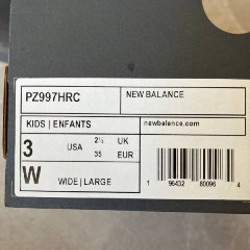 PZ997HRC NEW BALANCE
KIDS | ENFANTS newbalance.com
3 USA 2½ UK
35 EUR
W WIDE | LARGE
1 96432 80096 4